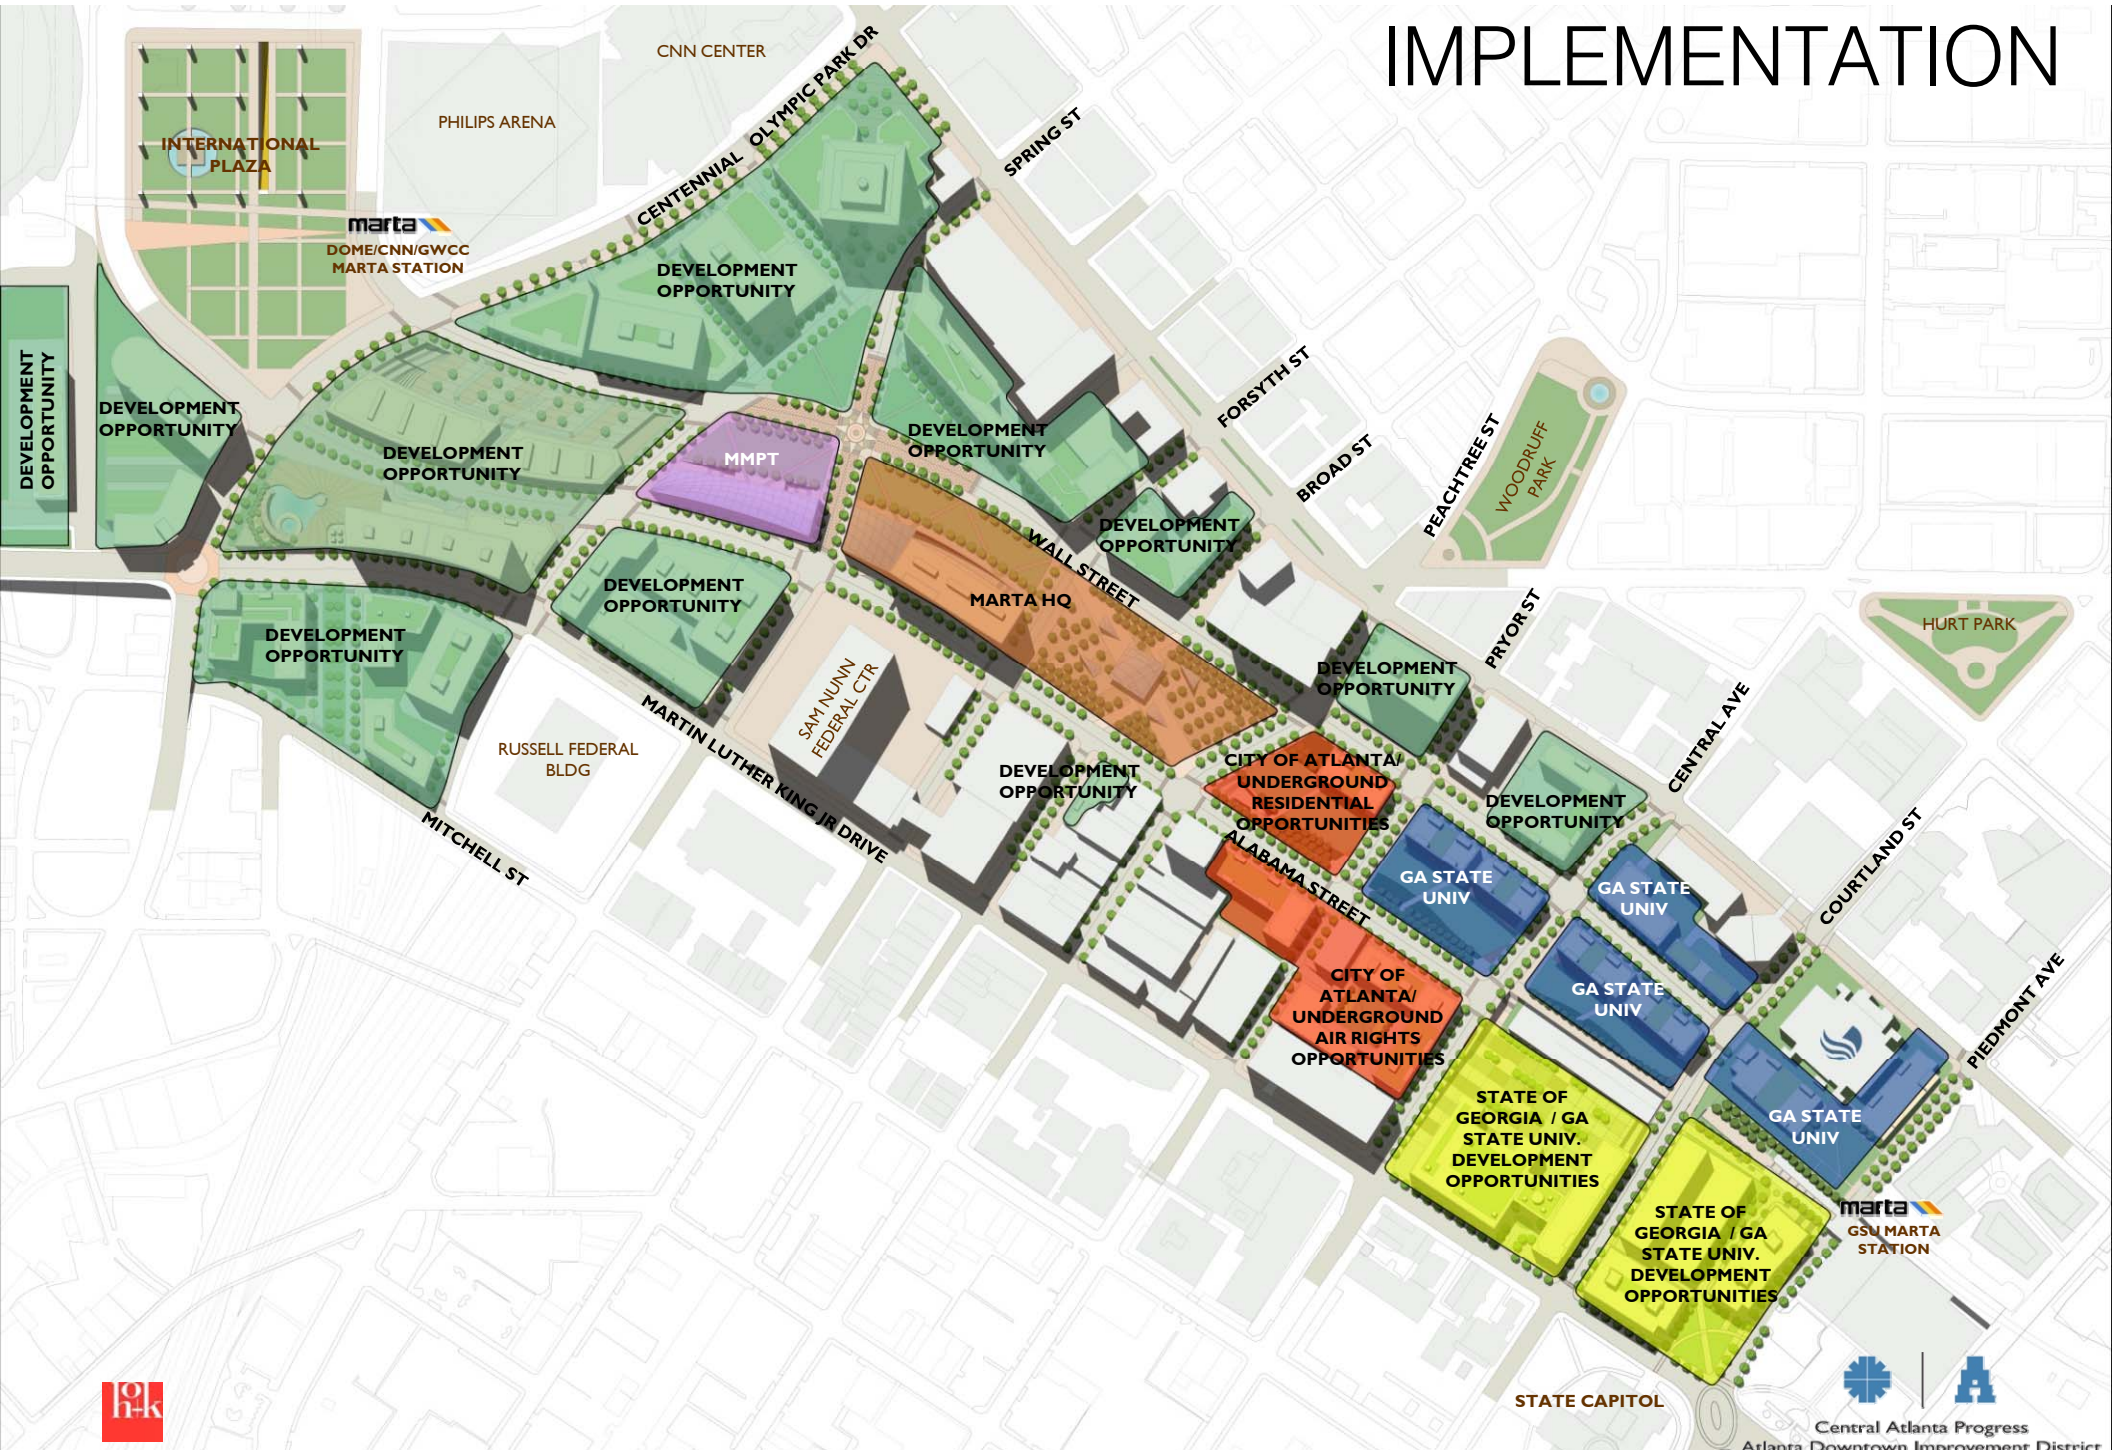 IMPLEMENTATION
CNN CENTER
PHILIPS ARENA
CENTENNIAL OLYMPIC PARK DR
SPRING ST
INTERNATIONAL
PLAZA
marta
DOME/CNN/GWCC
MARTA STATION
DEVELOPMENT
OPPORTUNITY
DEVELOPMENT
OPPORTUNITY
DEVELOPMENT
OPPORTUNITY
DEVELOPMENT
OPPORTUNITY
MMPT
DEVELOPMENT
OPPORTUNITY
FORSYTH ST
BROAD ST
PEACHTREE ST
WOODRUFF
PARK
DEVELOPMENT
OPPORTUNITY
WALL STREET
MARTA HQ
DEVELOPMENT
OPPORTUNITY
DEVELOPMENT
OPPORTUNITY
PRYOR ST
HURT PARK
DEVELOPMENT
OPPORTUNITY
SAM NUNN
FEDERAL CTR
RUSSELL FEDERAL
BLDG
MARTIN LUTHER KING JR DRIVE
MITCHELL ST
CENTRAL AVE
DEVELOPMENT
OPPORTUNITY
CITY OF ATLANTA/
UNDERGROUND
RESIDENTIAL
OPPORTUNITIES
DEVELOPMENT
OPPORTUNITY
ALABAMA STREET
COURTLAND ST
GA STATE
UNIV
GA STATE
UNIV
GA STATE
UNIV
CITY OF
ATLANTA/
UNDERGROUND
AIR RIGHTS
OPPORTUNITIES
PIEDMONT AVE
GA STATE
UNIV
STATE OF
GEORGIA / GA
STATE UNIV.
DEVELOPMENT
OPPORTUNITIES
STATE OF
GEORGIA / GA
STATE UNIV.
DEVELOPMENT
OPPORTUNITIES
marta
GSU MARTA
STATION
STATE CAPITOL
hok
Central Atlanta Progress
Atlanta Downtown Improvement District